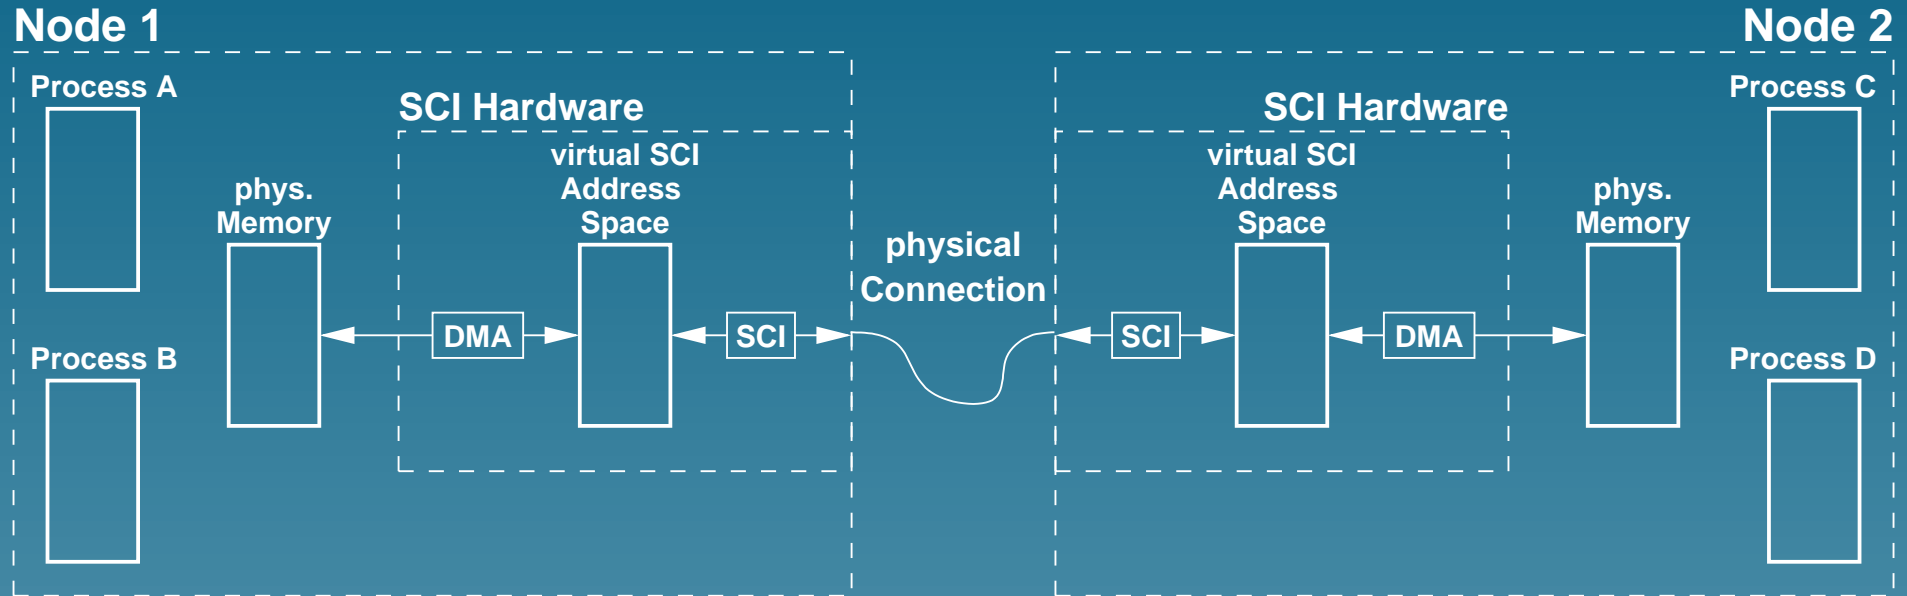 Node 1
Node 2
Process A
SCI Hardware
virtual SCI
Address
Space
phys.
Memory
DMA
SCI
Process B
physical
Connection
SCI Hardware
virtual SCI
Address
Space
SCI
DMA
phys.
Memory
Process C
Process D